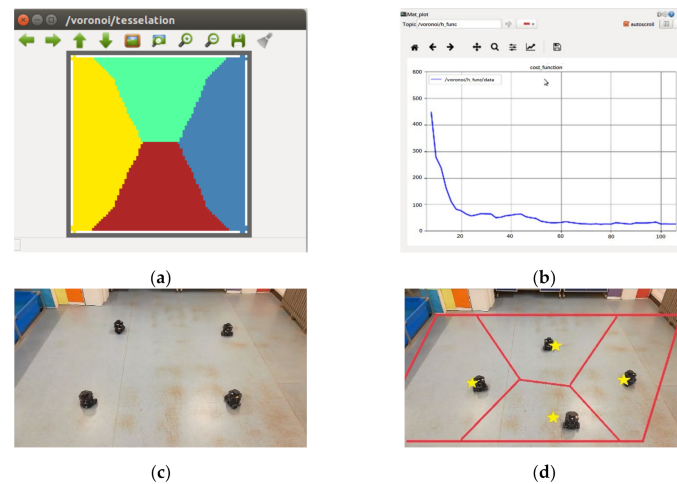 /voronoi/tesselation
Mat_plot
Topic /voronoi/h_func
autoscroll
cost_function
/voronoi/h_func/data
600
500
400
300
200
100
0
20
40
60
80
100
(a)
(b)
(c)
(d)